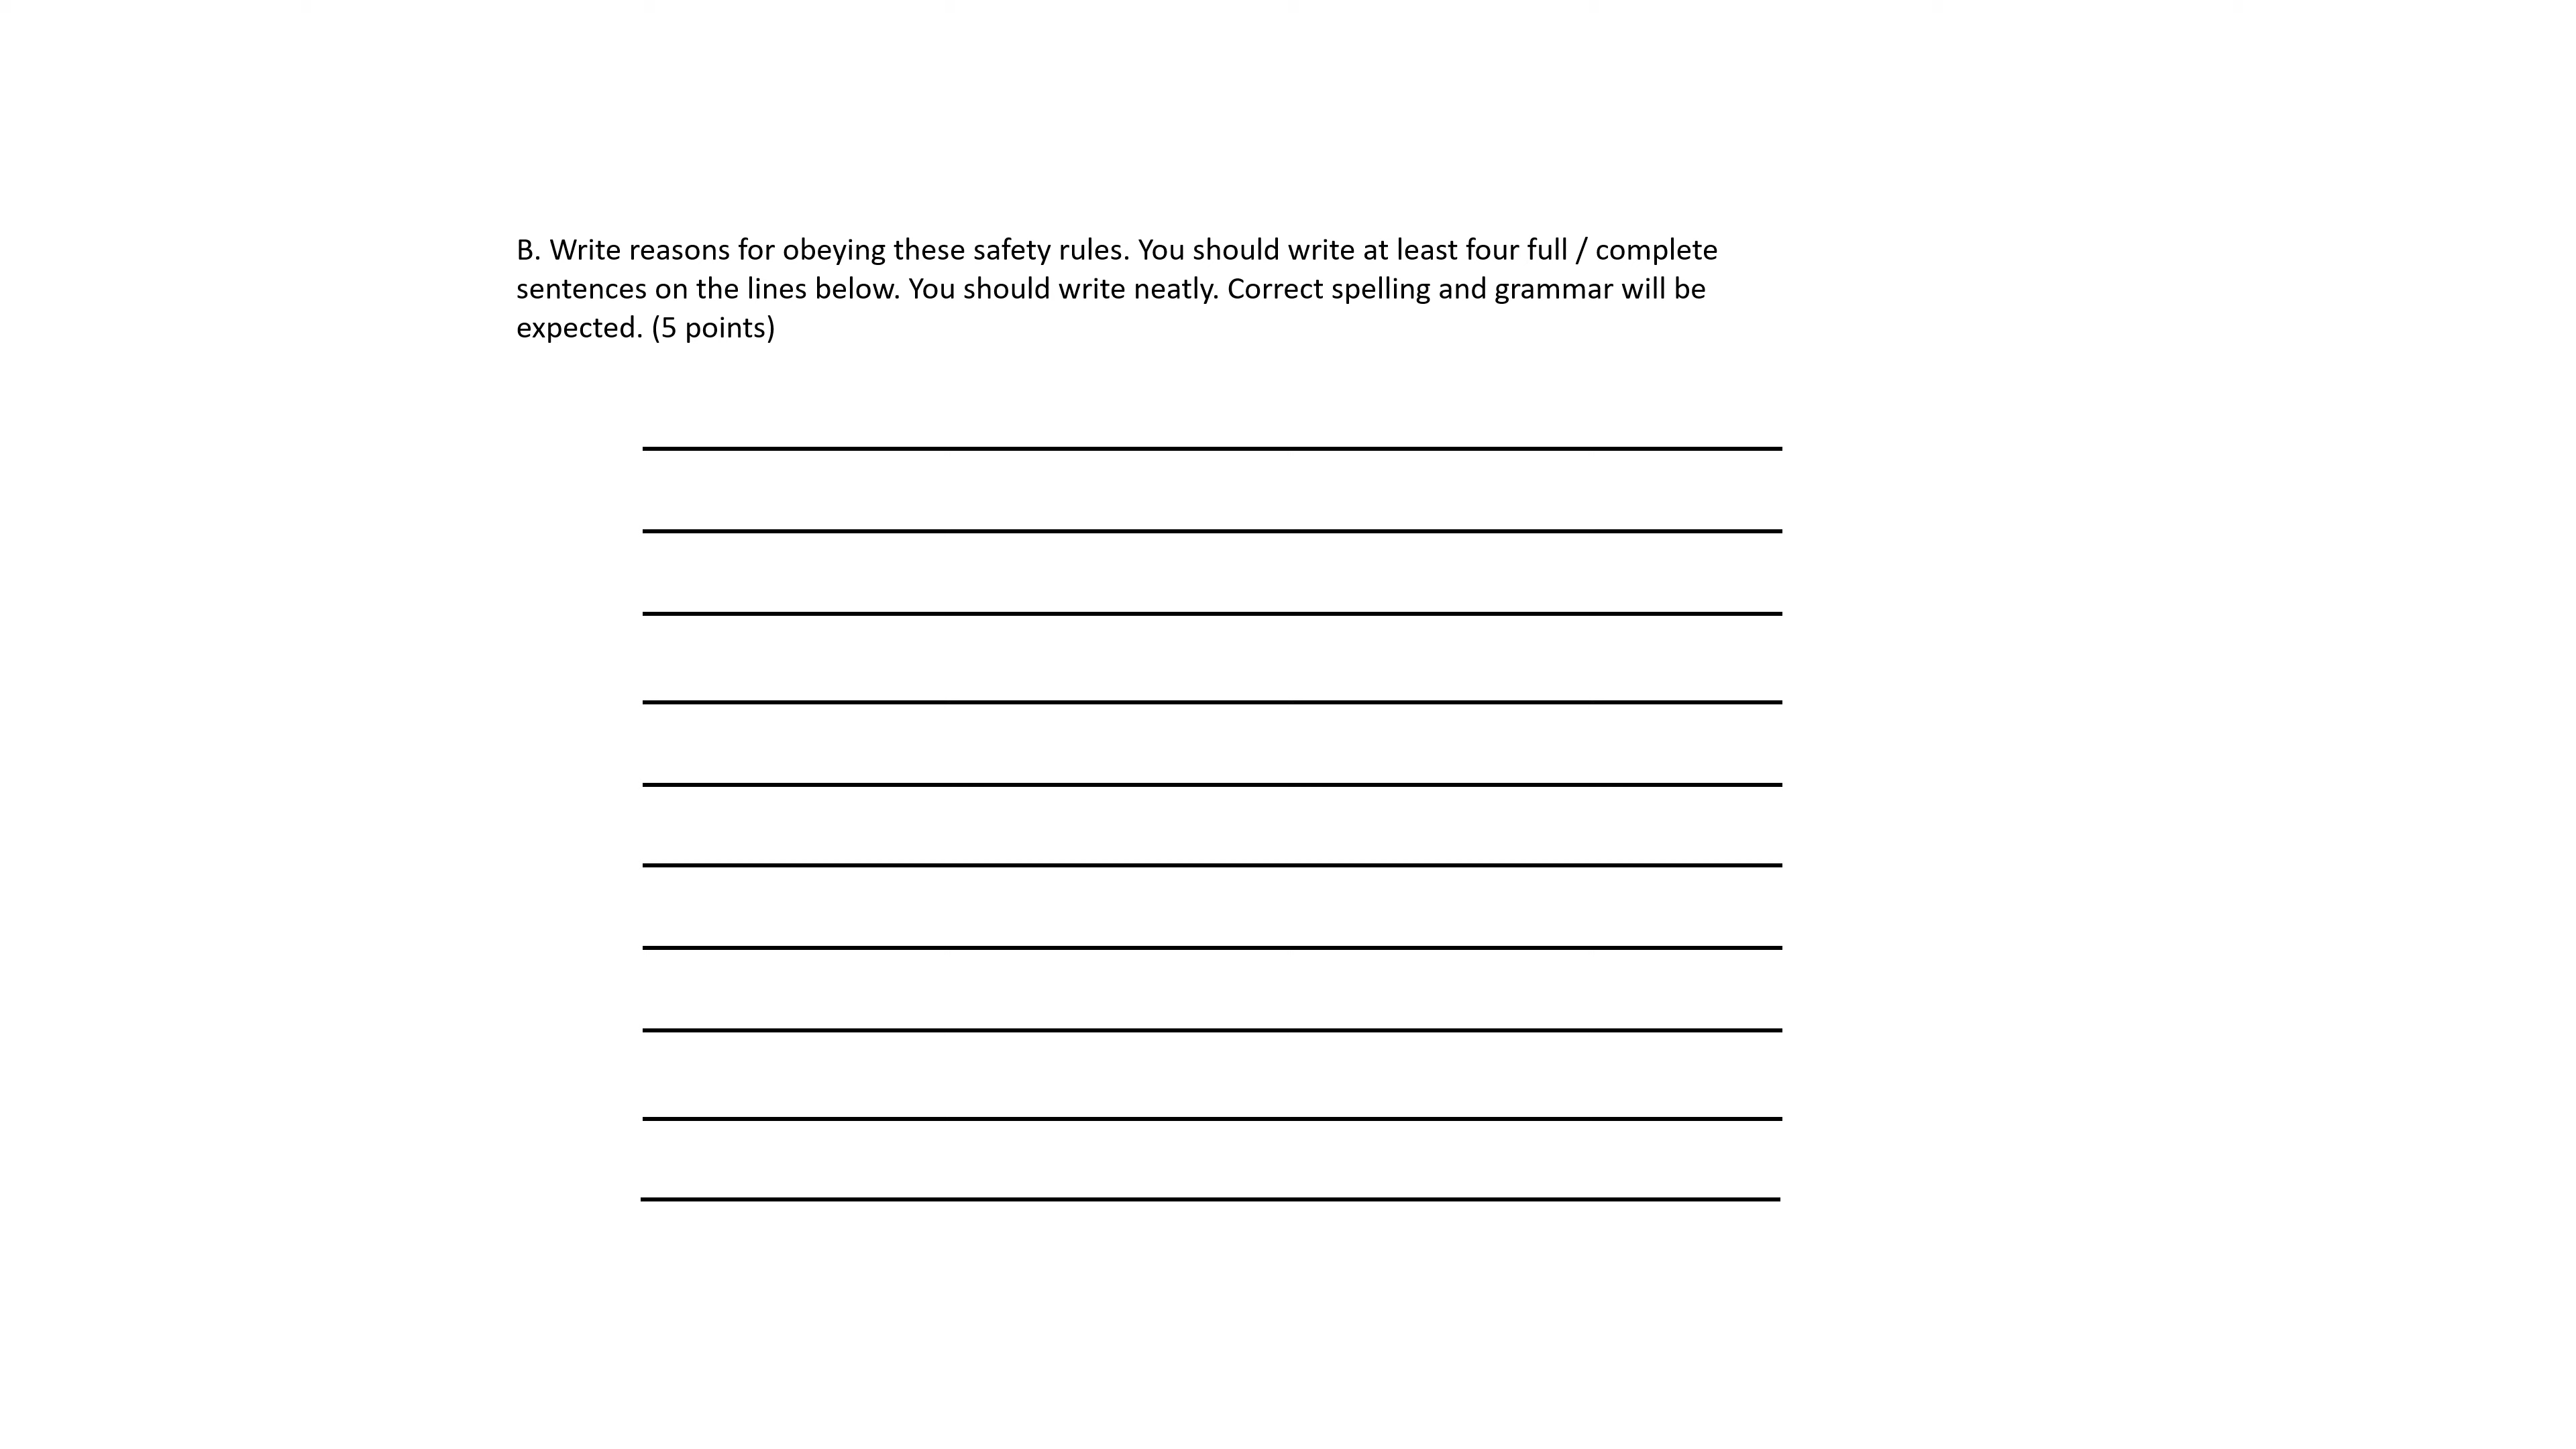 B. Write reasons for obeying these safety rules. You should write at least four full / complete
sentences on the lines below. You should write neatly. Correct spelling and grammar will be
expected. (5 points)